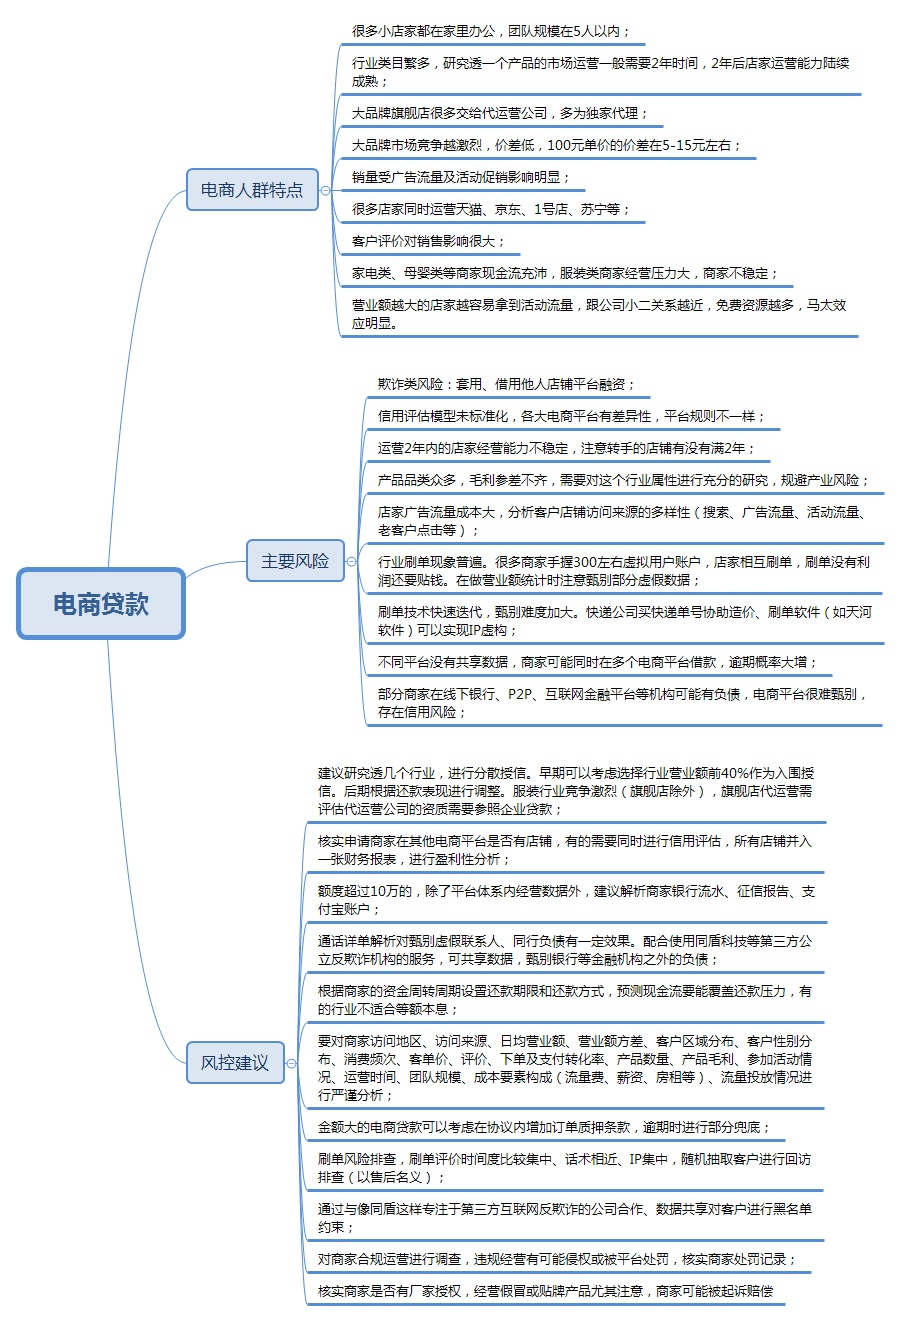 电商贷款
电商人群特点
很多小店家都在家里办公，团队规模在5人以内；
行业类目繁多，研究透一个产品的市场运营一般需要2年时间，2年后店家运营能力陆续
成熟；
大品牌旗舰店很多交给代运营公司，多为独家代理；
大品牌市场竞争越激烈，价差低，100元单价的价差在5-15元左右；
销量受广告流量及活动促销影响明显；
很多店家同时运营天猫、京东、1号店、苏宁等；
客户评价对销售影响很大；
家电类、母婴类等商家现金流充沛，服装类商家经营压力大，商家不稳定；
营业额越大的店家越容易拿到活动流量，跟公司小二关系越近，免费资源越多，马太效
应明显。
主要风险
欺诈类风险：套用、借用他人店铺平台融资；
信用评估模型未标准化，各大电商平台有差异性，平台规则不一样；
运营2年内的店家经营能力不稳定，注意转手的店铺有没有满2年；
产品品类众多，毛利参差不齐，需要对这个行业属性进行充分的研究，规避产业风险；
店家广告流量成本大，分析客户店铺访问来源的多样性（搜索、广告流量、活动流量、
老客户点击等）；
行业刷单现象普遍。很多商家手握300左右虚拟用户账户，店家相互刷单，刷单没有利
润还要贴钱。在做营业额统计时注意甄别部分虚假数据；
刷单技术快速迭代，甄别难度加大。快递公司买快递单号协助造价、刷单软件（如天河
软件）可以实现IP虚构；
不同平台没有共享数据，商家可能同时在多个电商平台借款，逾期概率大增；
部分商家在线下银行、P2P、互联网金融平台等机构可能有负债，电商平台很难甄别，
存在信用风险；
风控建议
建议研究透几个行业，进行分散授信。早期可以考虑选择行业营业额前40%作为入围授
信。后期根据还款表现进行调整。服装行业竞争激烈（旗舰店除外），旗舰店代运营需
评估代运营公司的资质需要参照企业贷款；
核实申请商家在其他电商平台是否有店铺，有的需要同时进行信用评估，所有店铺并入
一张财务报表，进行盈利性分析；
额度超过10万的，除了平台体系内经营数据外，建议解析商家银行流水、征信报告、支
付宝账户；
通话详单解析对甄别虚假联系人、同行负债有一定效果。配合使用同盾科技等第三方公
立反欺诈机构的服务，可共享数据，甄别银行等金融机构之外的负债；
根据商家的资金周转周期设置还款期限和还款方式，预测现金流要能覆盖还款压力，有
的行业不适合等额本息；
要对商家访问地区、访问来源、日均营业额、营业额方差、客户区域分布、客户性别分
布、消费频次、客单价、评价、下单及支付转化率、产品数量、产品毛利、参加活动情
况、运营时间、团队规模、成本要素构成（流量费、薪资、房租等）、流量投放情况进
行严谨分析；
金额大的电商贷款可以考虑在协议内增加订单质押条款，逾期时进行部分兜底；
刷单风险排查，刷单评价时间度比较集中、话术相近、IP集中，随机抽取客户进行回访
排查（以售后名义）；
通过与像同盾这样专注于第三方互联网反欺诈的公司合作、数据共享对客户进行黑名单
约束；
对商家合规运营进行调查，违规经营有可能侵权或被平台处罚，核实商家处罚记录；
核实商家是否有厂家授权，经营假冒或贴牌产品尤其注意，商家可能被起诉赔偿